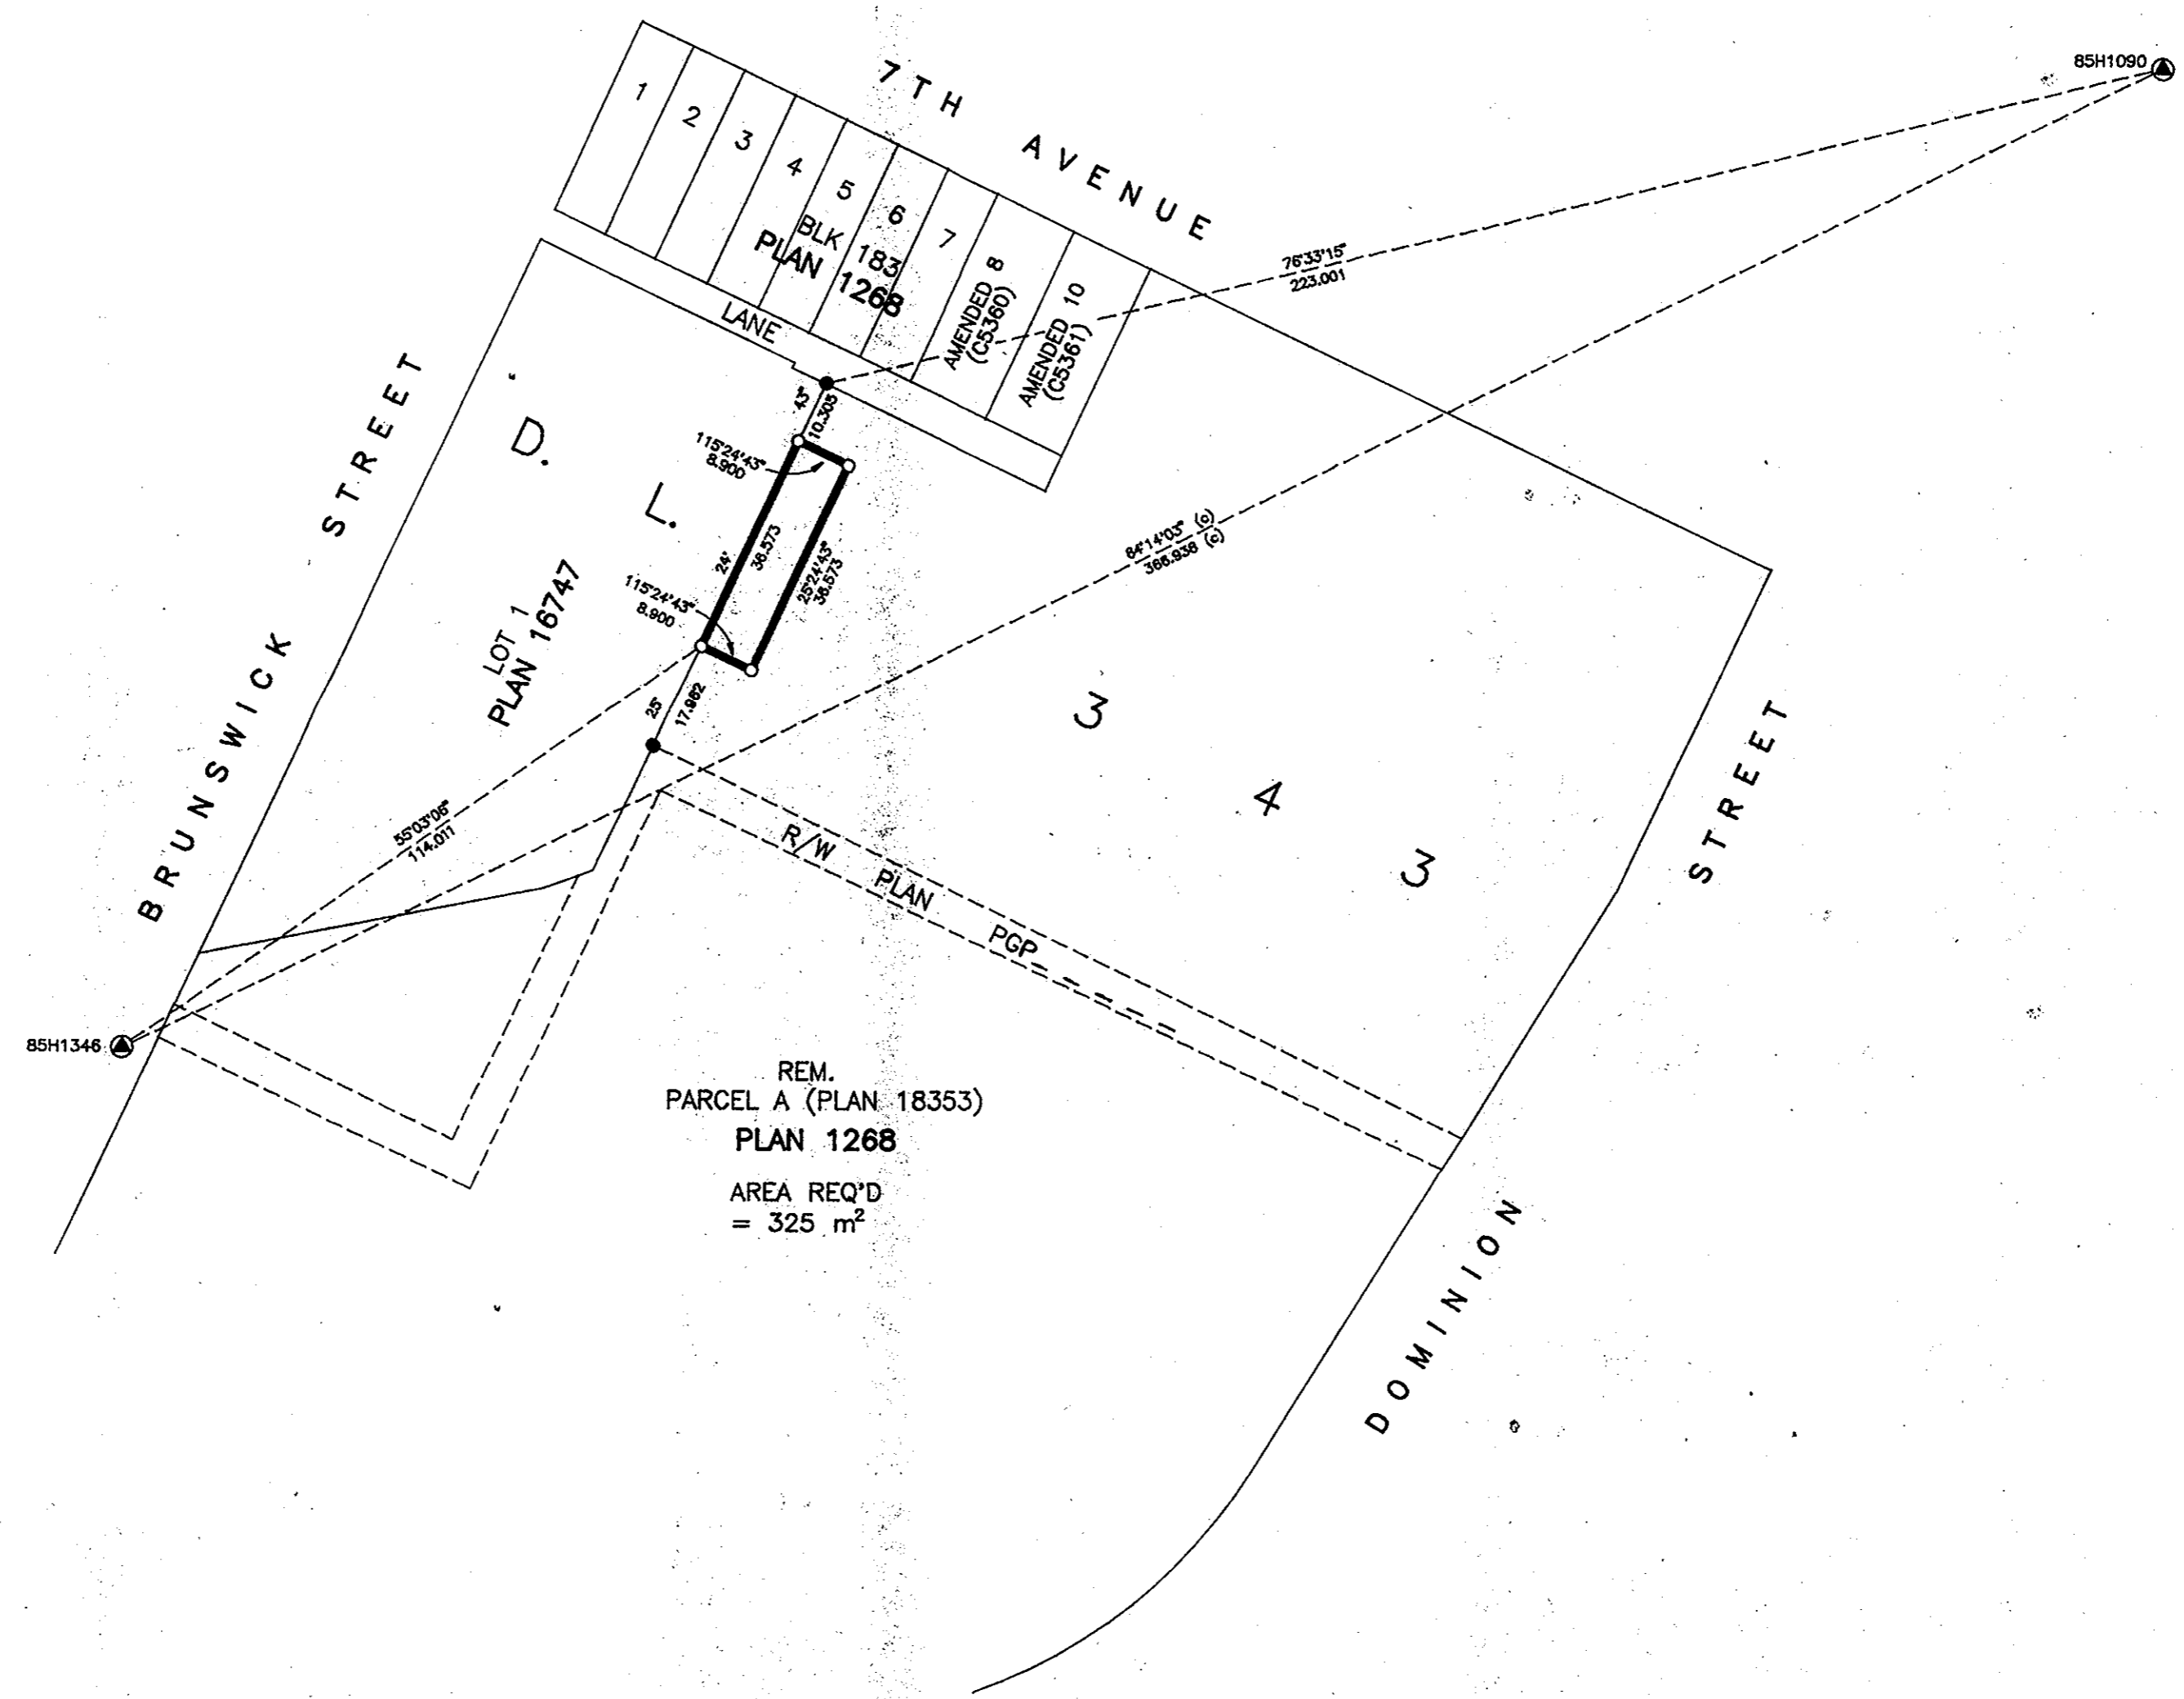 7TH AVENUE
85H1090
1
2
3
4
5
6
7
BLK 183
PLAN 1268
AMENDED 8
(C5360)
AMENDED 10
(C5361)
LANE
76°33'15"
223.001
BRUNSWICK STREET
D. L. 3 4 3
43"
10.305
115°24'43"
8.900
24'
36.573
25°24'43"
36.573
115°24'43"
8.900
25°
17.962
84°14'03" (c)
(c)
LOT 1
PLAN 16747
55°03'06"
114.011
85H1346
R/W PLAN PGP
DOMINION STREET
REM.
PARCEL A (PLAN 18353)
PLAN 1268
AREA REQ'D
= 325 m²